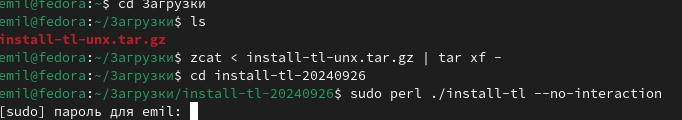 emil@fedora:~$ cd Загрузки
emil@fedora:~/Загрузки$ ls
install-tl-unx.tar.gz
emil@fedora:~/Загрузки$ zcat < install-tl-unx.tar.gz | tar xf -
emil@fedora:~/Загрузки$ cd install-tl-20240926
emil@fedora:~/Загрузки/install-tl-20240926$ sudo perl ./install-tl --no-interaction
[sudo] пароль для emil: